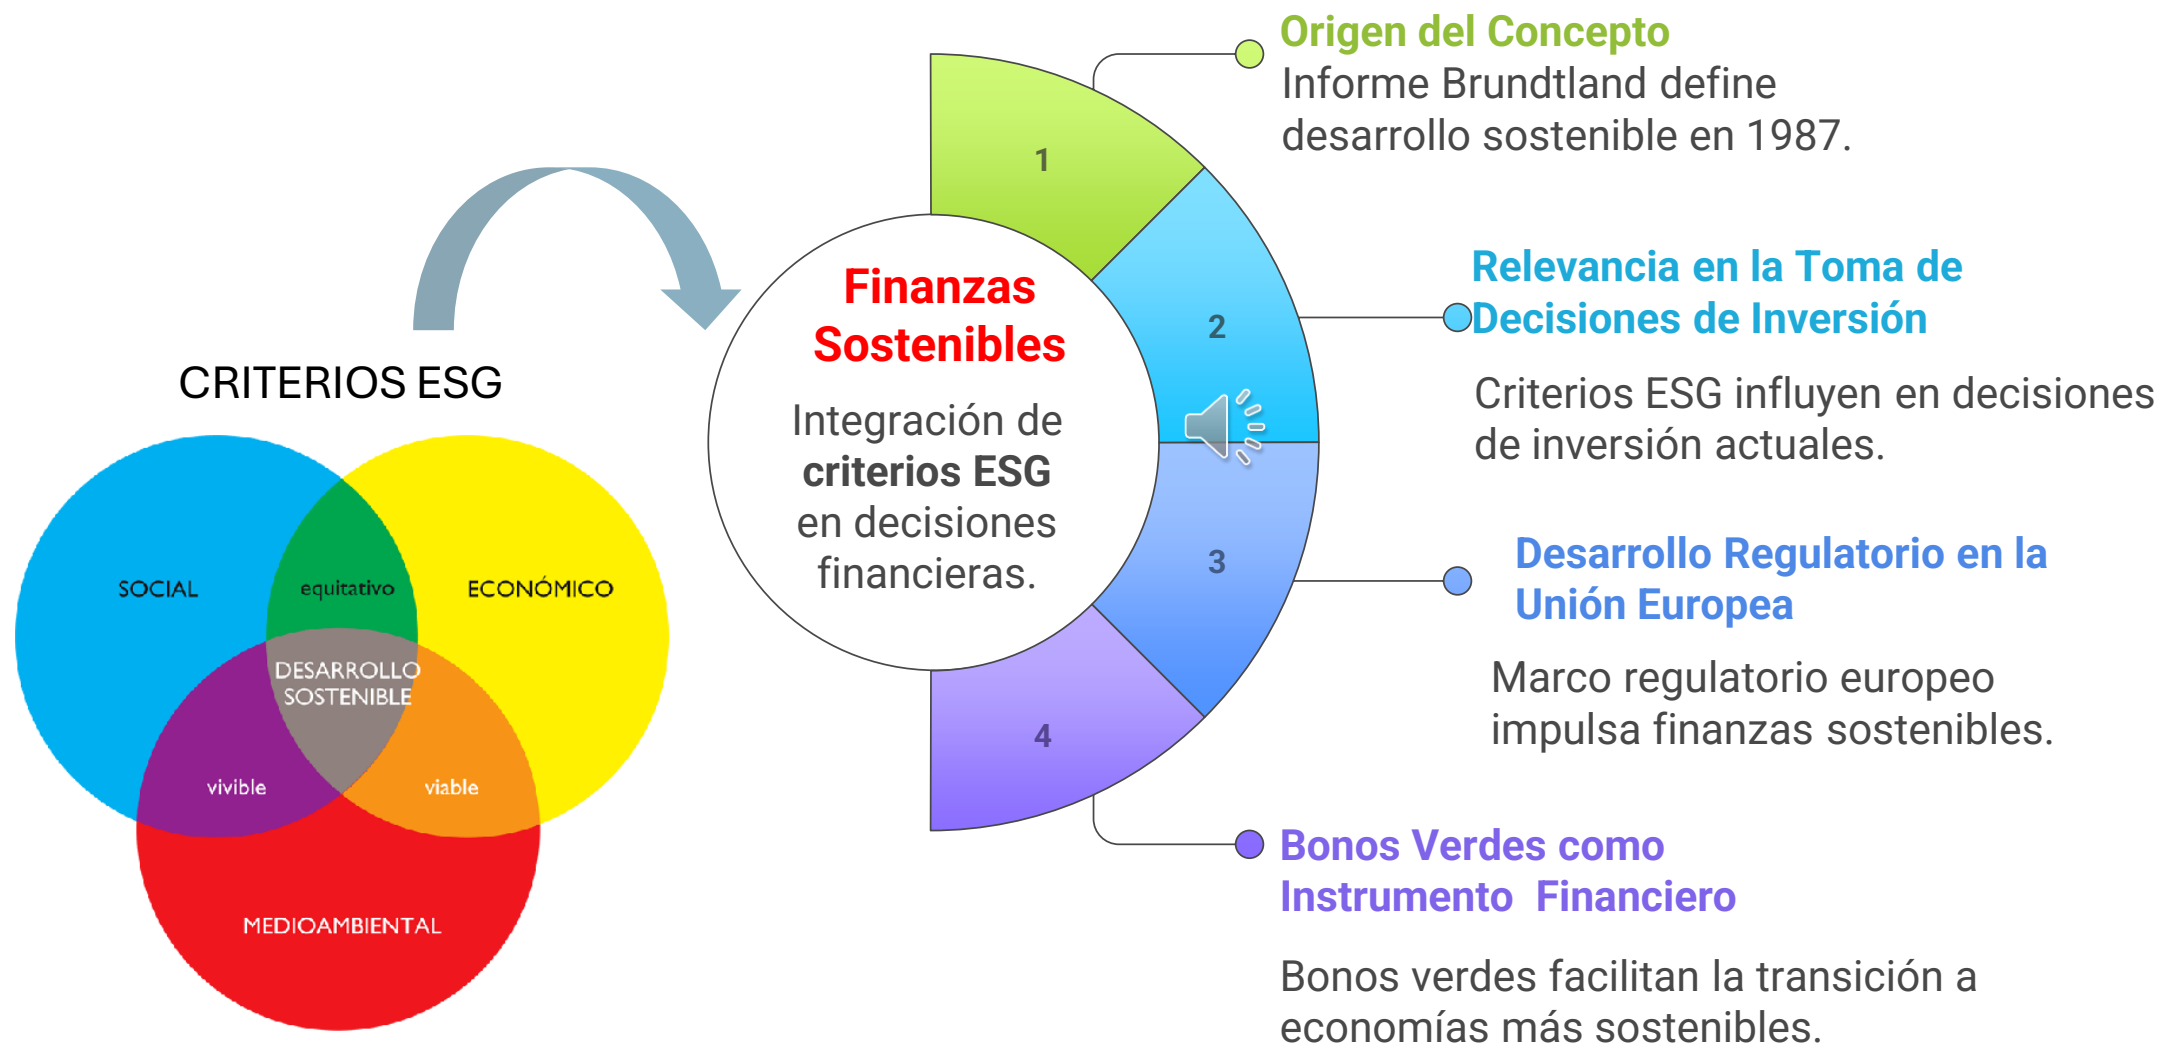 CRITERIOS ESG
SOCIAL
equitativo
ECONÓMICO
DESARROLLO
SOSTENIBLE
vivible
viable
MEDIOAMBIENTAL
Finanzas
Sostenibles
Integración de
criterios ESG
en decisiones
financieras.
1
2
3
4
Origen del Concepto
Informe Brundtland define
desarrollo sostenible en 1987.
Relevancia en la Toma de
Decisiones de Inversión
Criterios ESG influyen en decisiones
de inversión actuales.
Desarrollo Regulatorio en la
Unión Europea
Marco regulatorio europeo
impulsa finanzas sostenibles.
Bonos Verdes como
Instrumento  Financiero
Bonos verdes facilitan la transición a
economías más sostenibles.